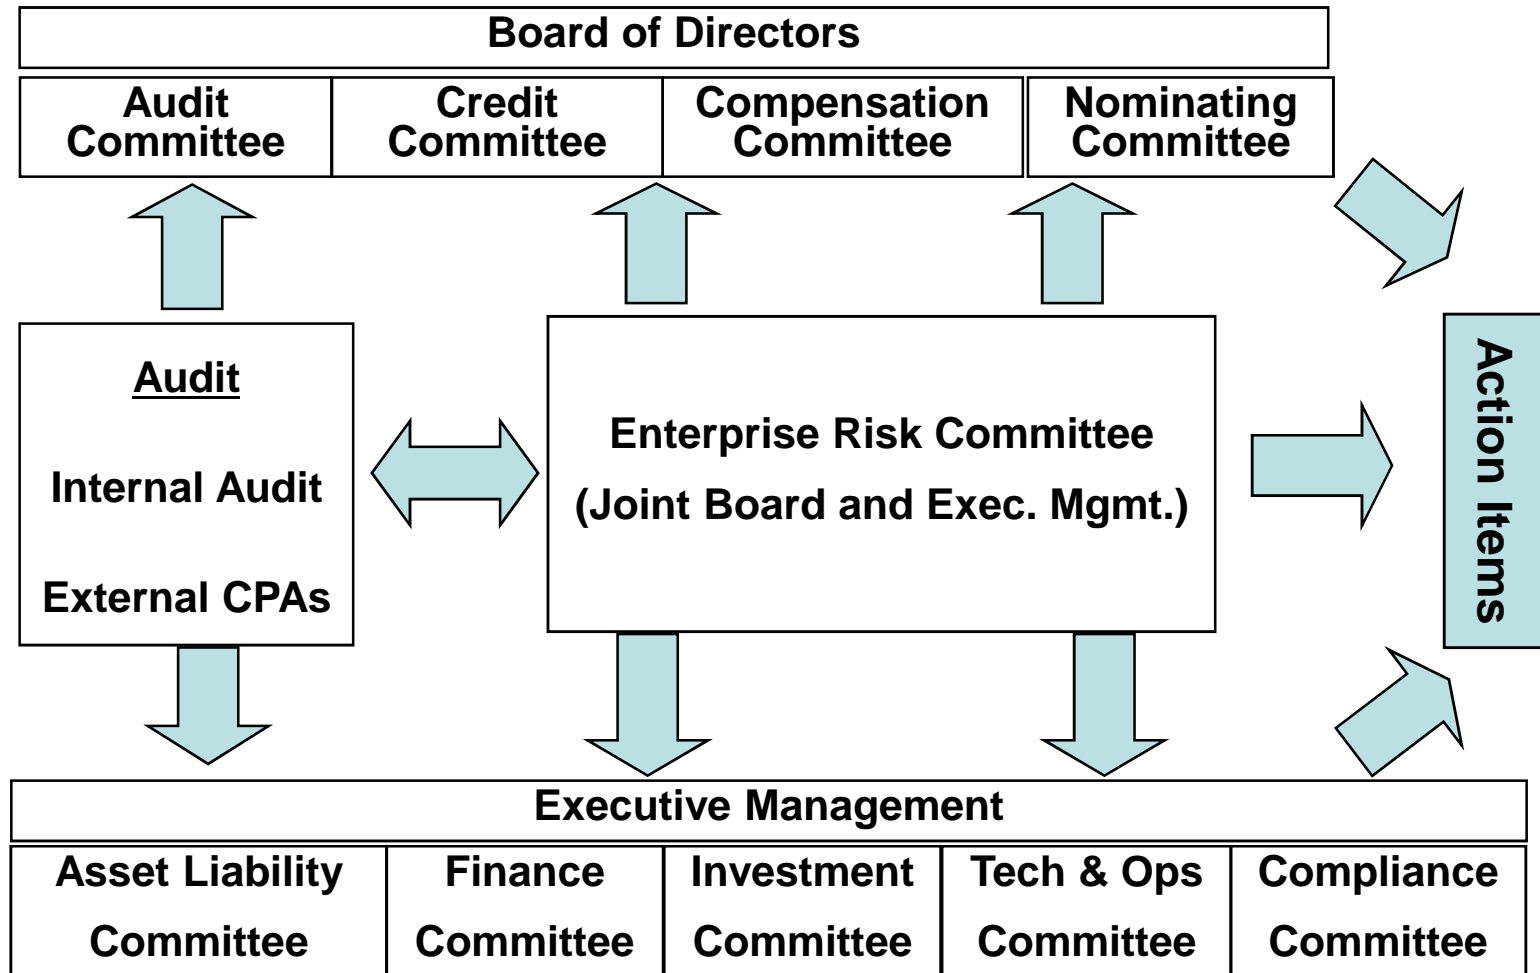 Board of Directors
Audit
Committee
Credit
Committee
Compensation
Committee
Nominating
Committee
Audit
Internal Audit
External CPAs
Enterprise Risk Committee
(Joint Board and Exec. Mgmt.)
Action Items
Executive Management
Asset Liability
Committee
Finance
Committee
Investment
Committee
Tech & Ops
Committee
Compliance
Committee